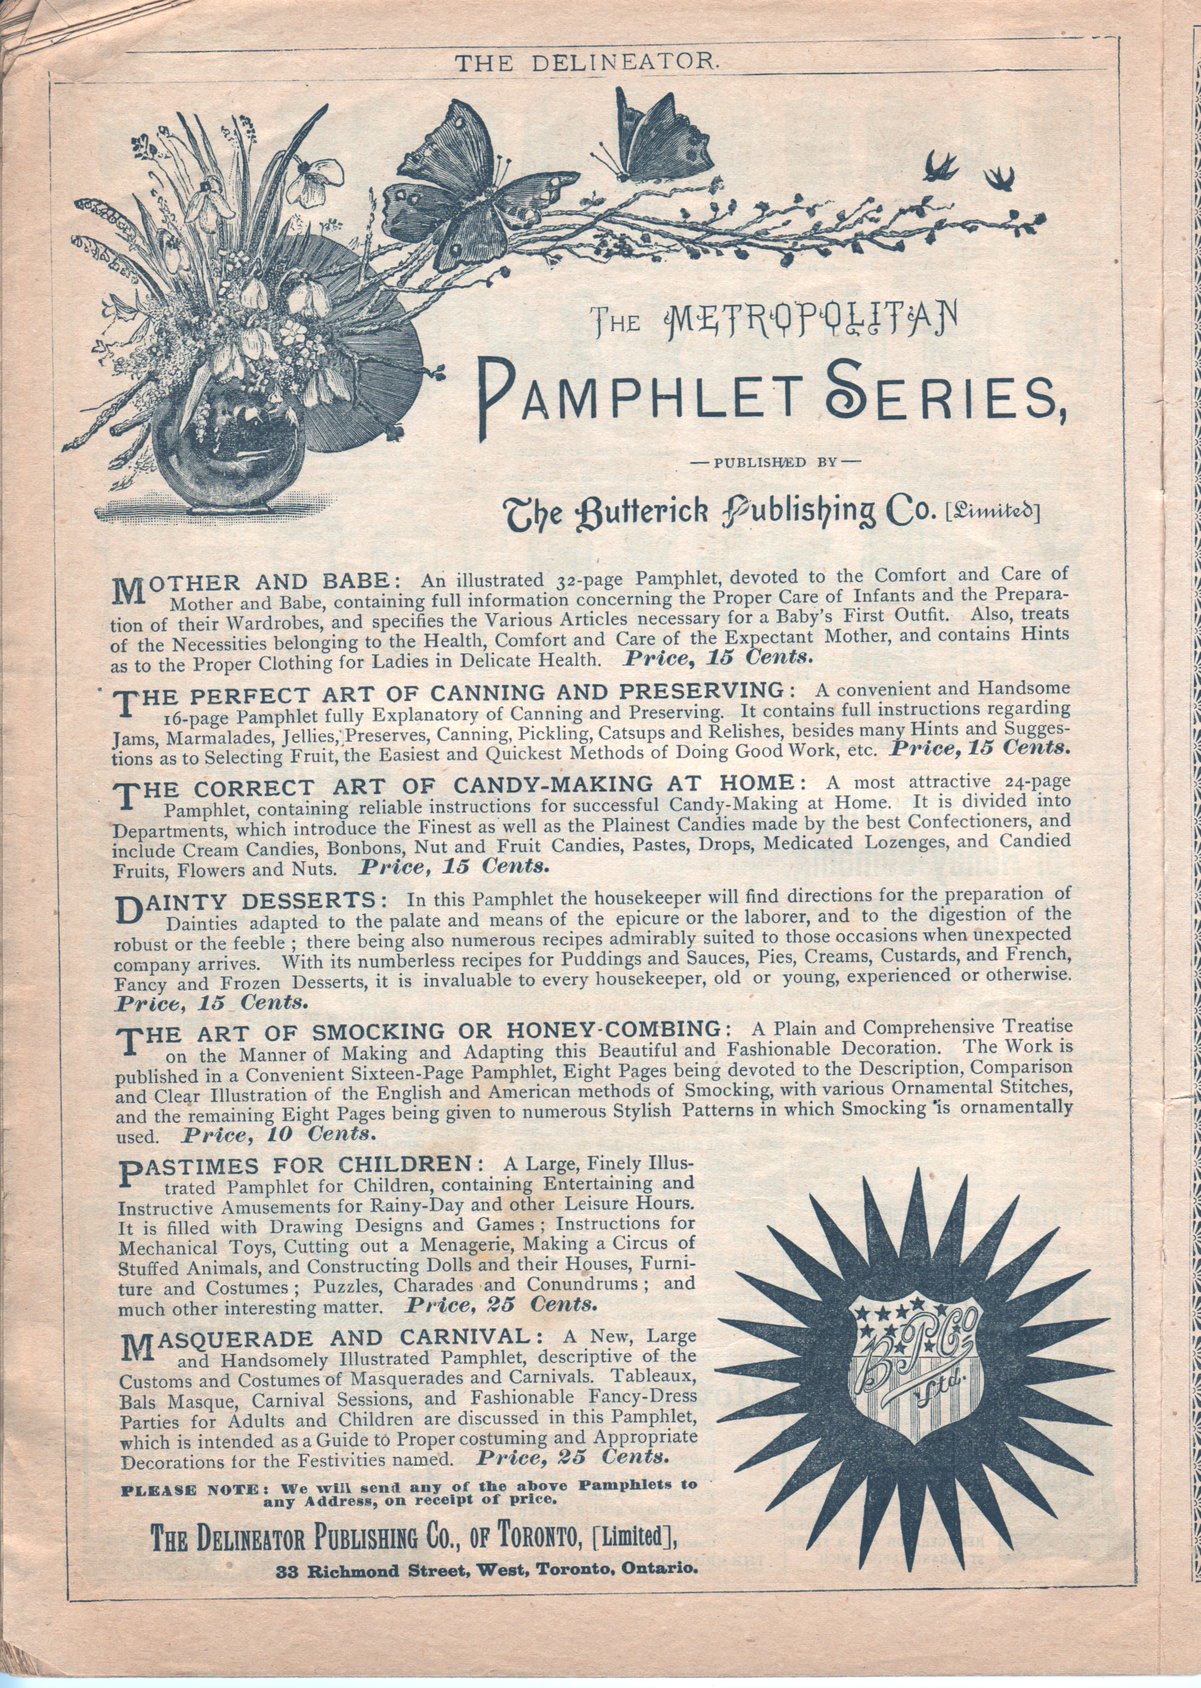 THE DELINEATOR.
THE METROPOLITAN
PAMPHLET SERIES,
—PUBLISHED BY—
The Butterick Publishing Co. [Limited]
MOTHER AND BABE: An illustrated 32-page Pamphlet, devoted to the Comfort and Care of
Mother and Babe, containing full information concerning the Proper Care of Infants and the Prepara-
tion of their Wardrobes, and specifies the Various Articles necessary for a Baby's First Outfit. Also, treats
of the Necessities belonging to the Health, Comfort and Care of the Expectant Mother, and contains Hints
as to the Proper Clothing for Ladies in Delicate Health. Price, 15 Cents.
THE PERFECT ART OF CANNING AND PRESERVING: A convenient and Handsome
16-page Pamphlet fully Explanatory of Canning and Preserving. It contains full instructions regarding
Jams, Marmalades, Jellies, Preserves, Canning, Pickling, Catsups and Relishes, besides many Hints and Sugges-
tions as to Selecting Fruit, the Easiest and Quickest Methods of Doing Good Work, etc. Price, 15 Cents.
THE CORRECT ART OF CANDY-MAKING AT HOME: A most attractive 24-page
Pamphlet, containing reliable instructions for successful Candy-Making at Home. It is divided into
Departments, which introduce the Finest as well as the Plainest Candies made by the best Confectioners, and
include Cream Candies, Bonbons, Nut and Fruit Candies, Pastes, Drops, Medicated Lozenges, and Candied
Fruits, Flowers and Nuts. Price, 15 Cents.
DAINTY DESSERTS: In this Pamphlet the housekeeper will find directions for the preparation of
Dainties adapted to the palate and means of the epicure or the laborer, and to the digestion of the
robust or the feeble; there being also numerous recipes admirably suited to those occasions when unexpected
company arrives. With its numberless recipes for Puddings and Sauces, Pies, Creams, Custards, and French,
Fancy and Frozen Desserts, it is invaluable to every housekeeper, old or young, experienced or otherwise.
Price, 15 Cents.
THE ART OF SMOCKING OR HONEY-COMBING: A Plain and Comprehensive Treatise
on the Manner of Making and Adapting this Beautiful and Fashionable Decoration. The Work is
published in a Convenient Sixteen-Page Pamphlet, Eight Pages being devoted to the Description, Comparison
and Clear Illustration of the English and American methods of Smocking, with various Ornamental Stitches,
and the remaining Eight Pages being given to numerous Stylish Patterns in which Smocking is ornamentally
used. Price, 10 Cents.
PASTIMES FOR CHILDREN: A Large, Finely Illus-
trated Pamphlet for Children, containing Entertaining and
Instructive Amusements for Rainy-Day and other Leisure Hours.
It is filled with Drawing Designs and Games; Instructions for
Mechanical Toys, Cutting out a Menagerie, Making a Circus of
Stuffed Animals, and Constructing Dolls and their Houses, Furni-
ture and Costumes; Puzzles, Charades and Conundrums; and
much other interesting matter. Price, 25 Cents.
MASQUERADE AND CARNIVAL: A New, Large
and Handsomely Illustrated Pamphlet, descriptive of the
Customs and Costumes of Masquerades and Carnivals. Tableaux,
Bals Masque, Carnival Sessions, and Fashionable Fancy-Dress
Parties for Adults and Children are discussed in this Pamphlet,
which is intended as a Guide to Proper costuming and Appropriate
Decorations for the Festivities named. Price, 25 Cents.
PLEASE NOTE: We will send any of the above Pamphlets to
any Address, on receipt of price.
THE DELINEATOR PUBLISHING CO., OF TORONTO, [Limited],
33 Richmond Street, West, Toronto, Ontario.
B.P.Co
Ltd.